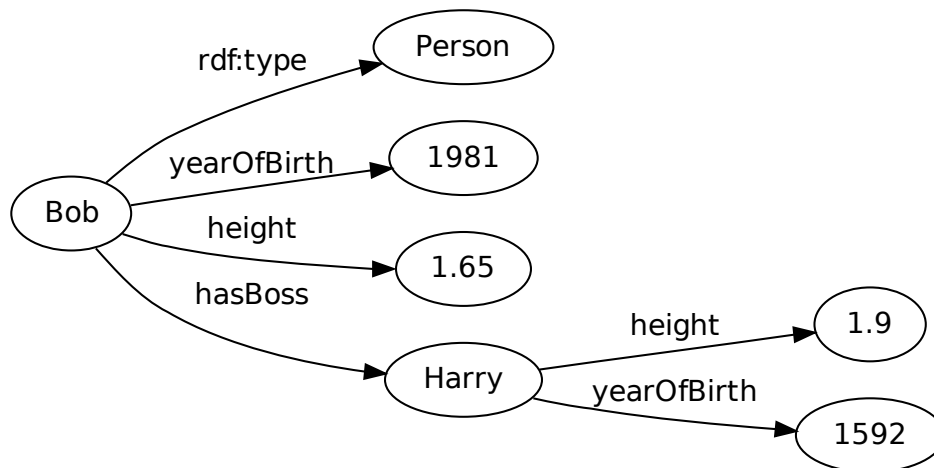 Person
rdf:type
yearOfBirth
1981
Bob
height
1.65
hasBoss
height
1.9
Harry
yearOfBirth
1592